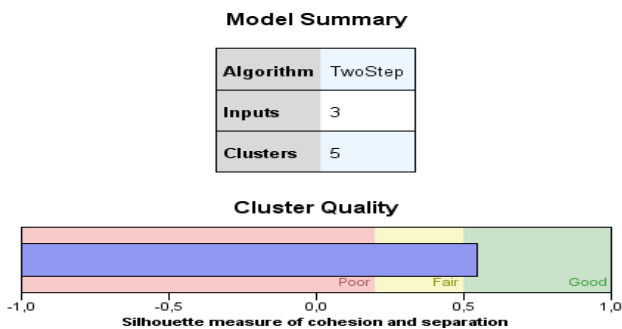 Model Summary
Algorithm TwoStep
Inputs 3
Clusters 5
Cluster Quality
Poor Fair Good
-1,0 -0,5 0,0 0,5 1,0
Silhouette measure of cohesion and separation